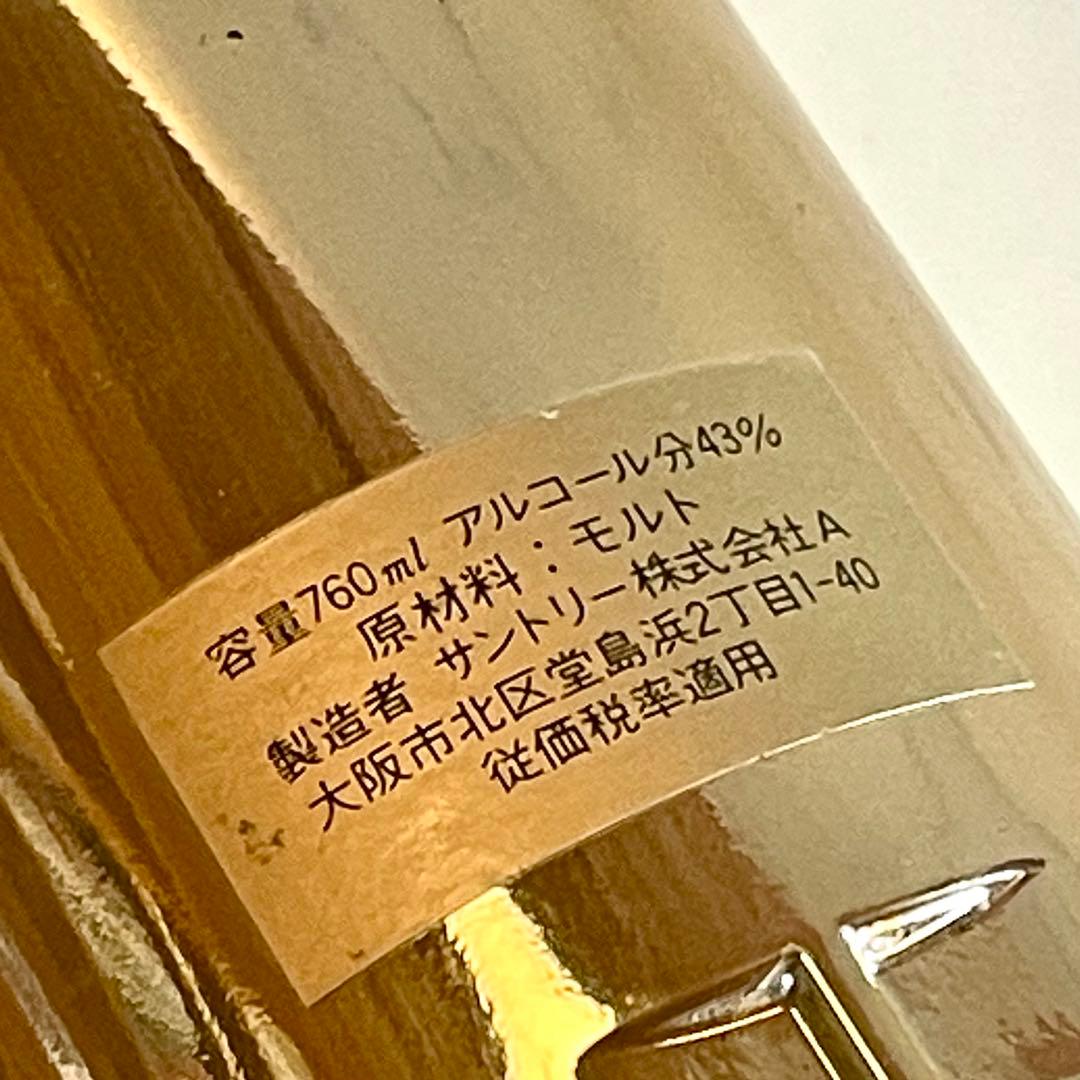 容量760ml アルコール分43%
原材料：モルト
製造者 サントリー株式会社A
大阪市北区堂島浜2丁目1-40
従価税率適用